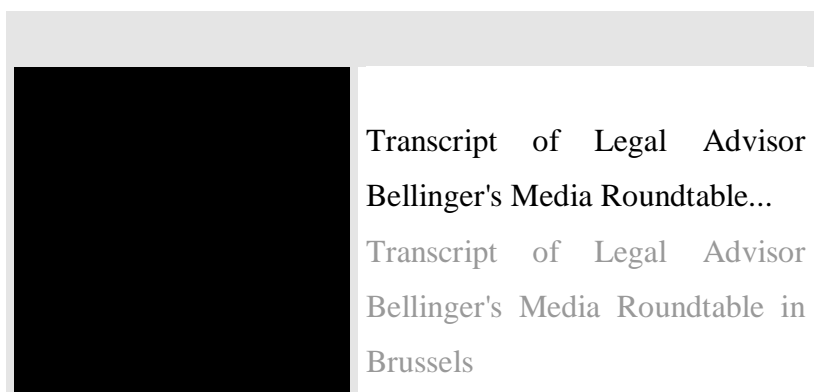 Transcript of Legal Advisor
Bellinger's Media Roundtable...
Transcript of Legal Advisor
Bellinger's Media Roundtable in
Brussels